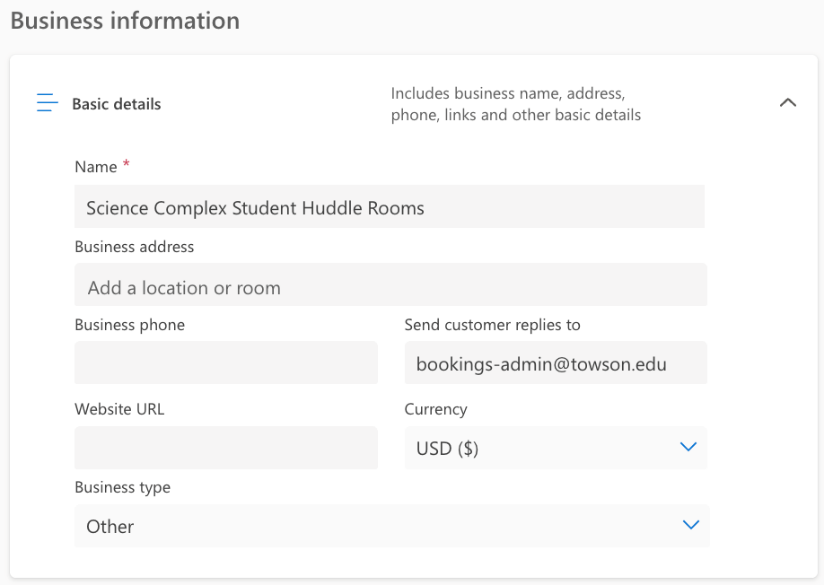 Business information
Basic details
Includes business name, address,
phone, links and other basic details
Name *
Science Complex Student Huddle Rooms
Business address
Add a location or room
Business phone
Send customer replies to
bookings-admin@towson.edu
Website URL
Currency
USD ($)
Business type
Other